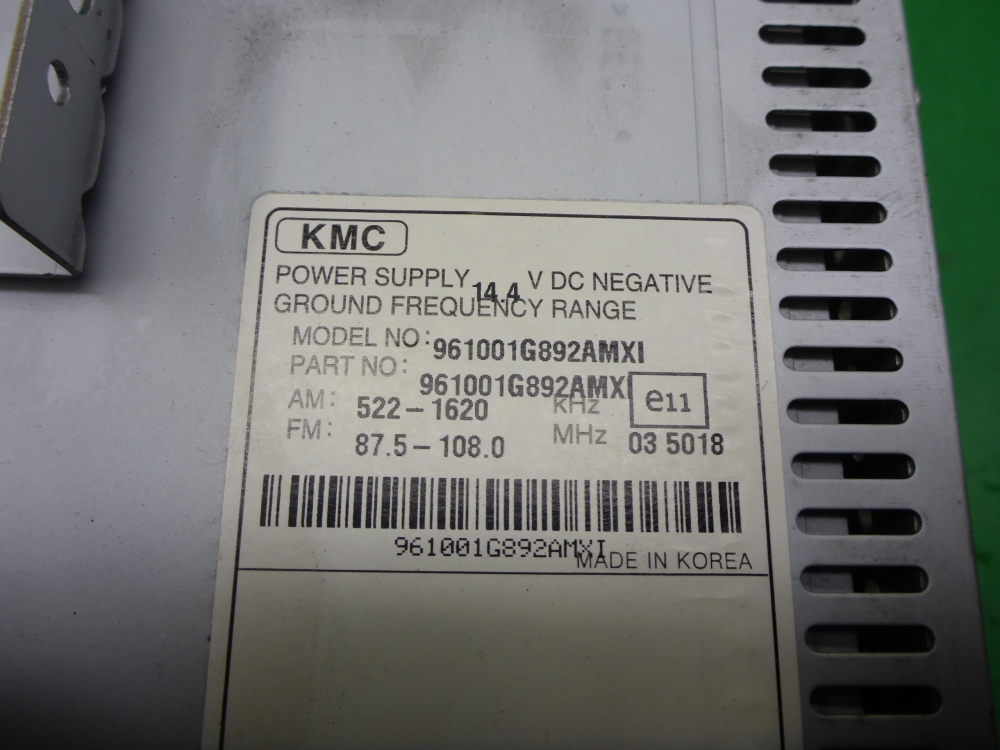 KMC
POWER SUPPLY 14.4 V DC NEGATIVE
GROUND FREQUENCY RANGE
MODEL NO: 961001G892AMXI
PART NO: 961001G892AMXI
AM: 522-1620 KHz e11
FM: 87.5-108.0 MHz 03 5018
961001G892AMXI
MADE IN KOREA